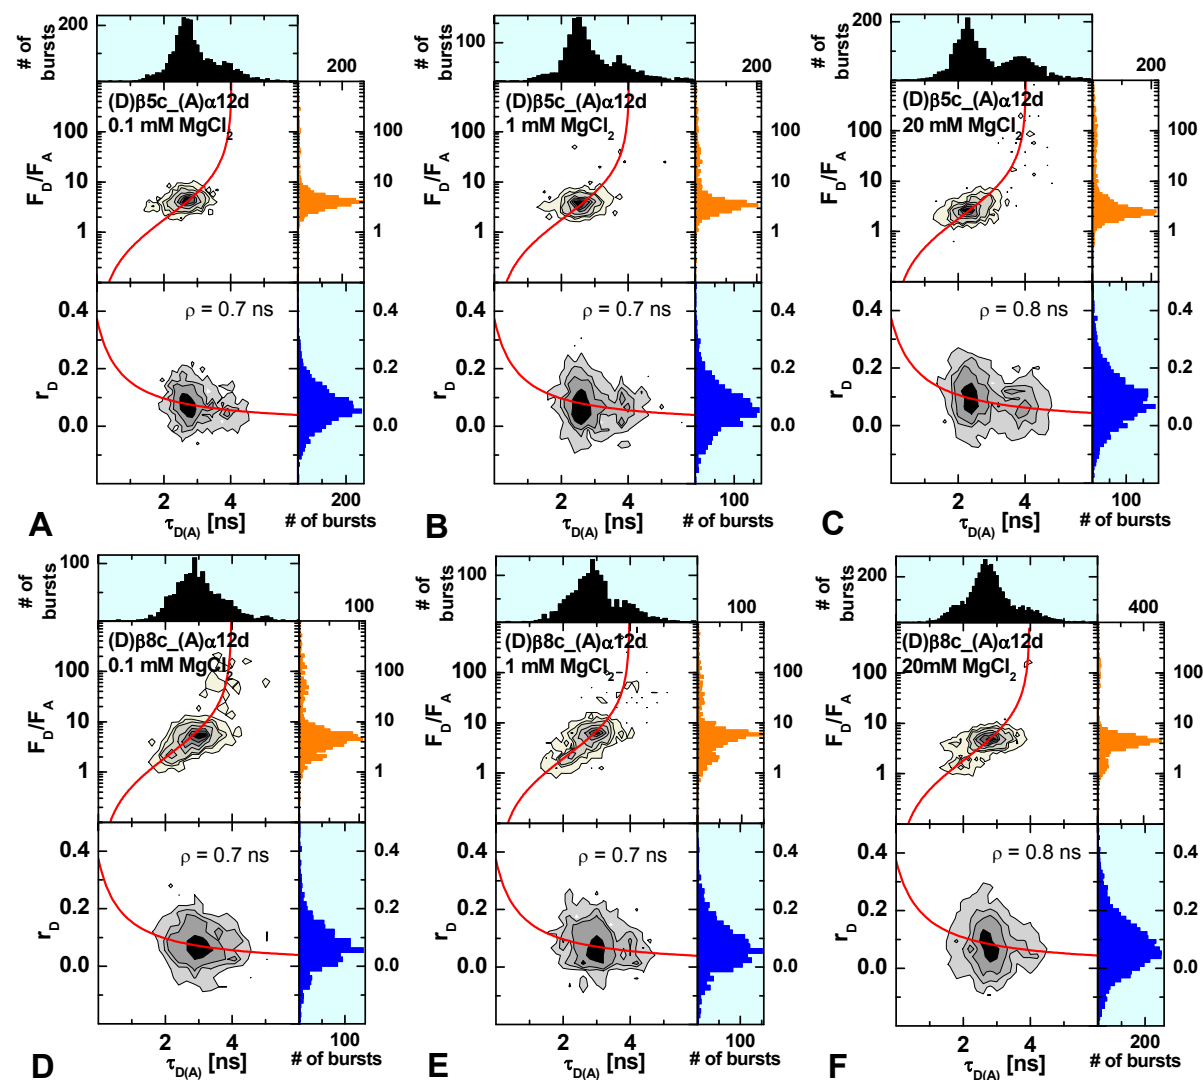 # of bursts
200
200
(D)β5c_(A)α12d
0.1 mM MgCl2
100
10
1
F_D/F_A
100
10
1
ρ = 0.7 ns
0.4
0.2
0.0
r_D
0.4
0.2
0.0
2
4
200
A
τ_D(A) [ns]
# of bursts
# of bursts
100
200
(D)β5c_(A)α12d
1 mM MgCl2
100
10
1
F_D/F_A
100
10
1
ρ = 0.7 ns
0.4
0.2
0.0
r_D
0.4
0.2
0.0
2
4
100
B
τ_D(A) [ns]
# of bursts
# of bursts
200
200
(D)β5c_(A)α12d
20 mM MgCl2
100
10
1
F_D/F_A
100
10
1
ρ = 0.8 ns
0.4
0.2
0.0
r_D
0.4
0.2
0.0
2
4
100
C
τ_D(A) [ns]
# of bursts
# of bursts
100
100
(D)β8c_(A)α12d
0.1 mM MgCl2
100
10
1
F_D/F_A
100
10
1
ρ = 0.7 ns
0.4
0.2
0.0
r_D
0.4
0.2
0.0
2
4
100
D
τ_D(A) [ns]
# of bursts
# of bursts
100
100
(D)β8c_(A)α12d
1 mM MgCl2
100
10
1
F_D/F_A
100
10
1
ρ = 0.7 ns
0.4
0.2
0.0
r_D
0.4
0.2
0.0
2
4
100
E
τ_D(A) [ns]
# of bursts
# of bursts
200
400
(D)β8c_(A)α12d
20mM MgCl2
100
10
1
F_D/F_A
100
10
1
ρ = 0.8 ns
0.4
0.2
0.0
r_D
0.4
0.2
0.0
2
4
200
F
τ_D(A) [ns]
# of bursts